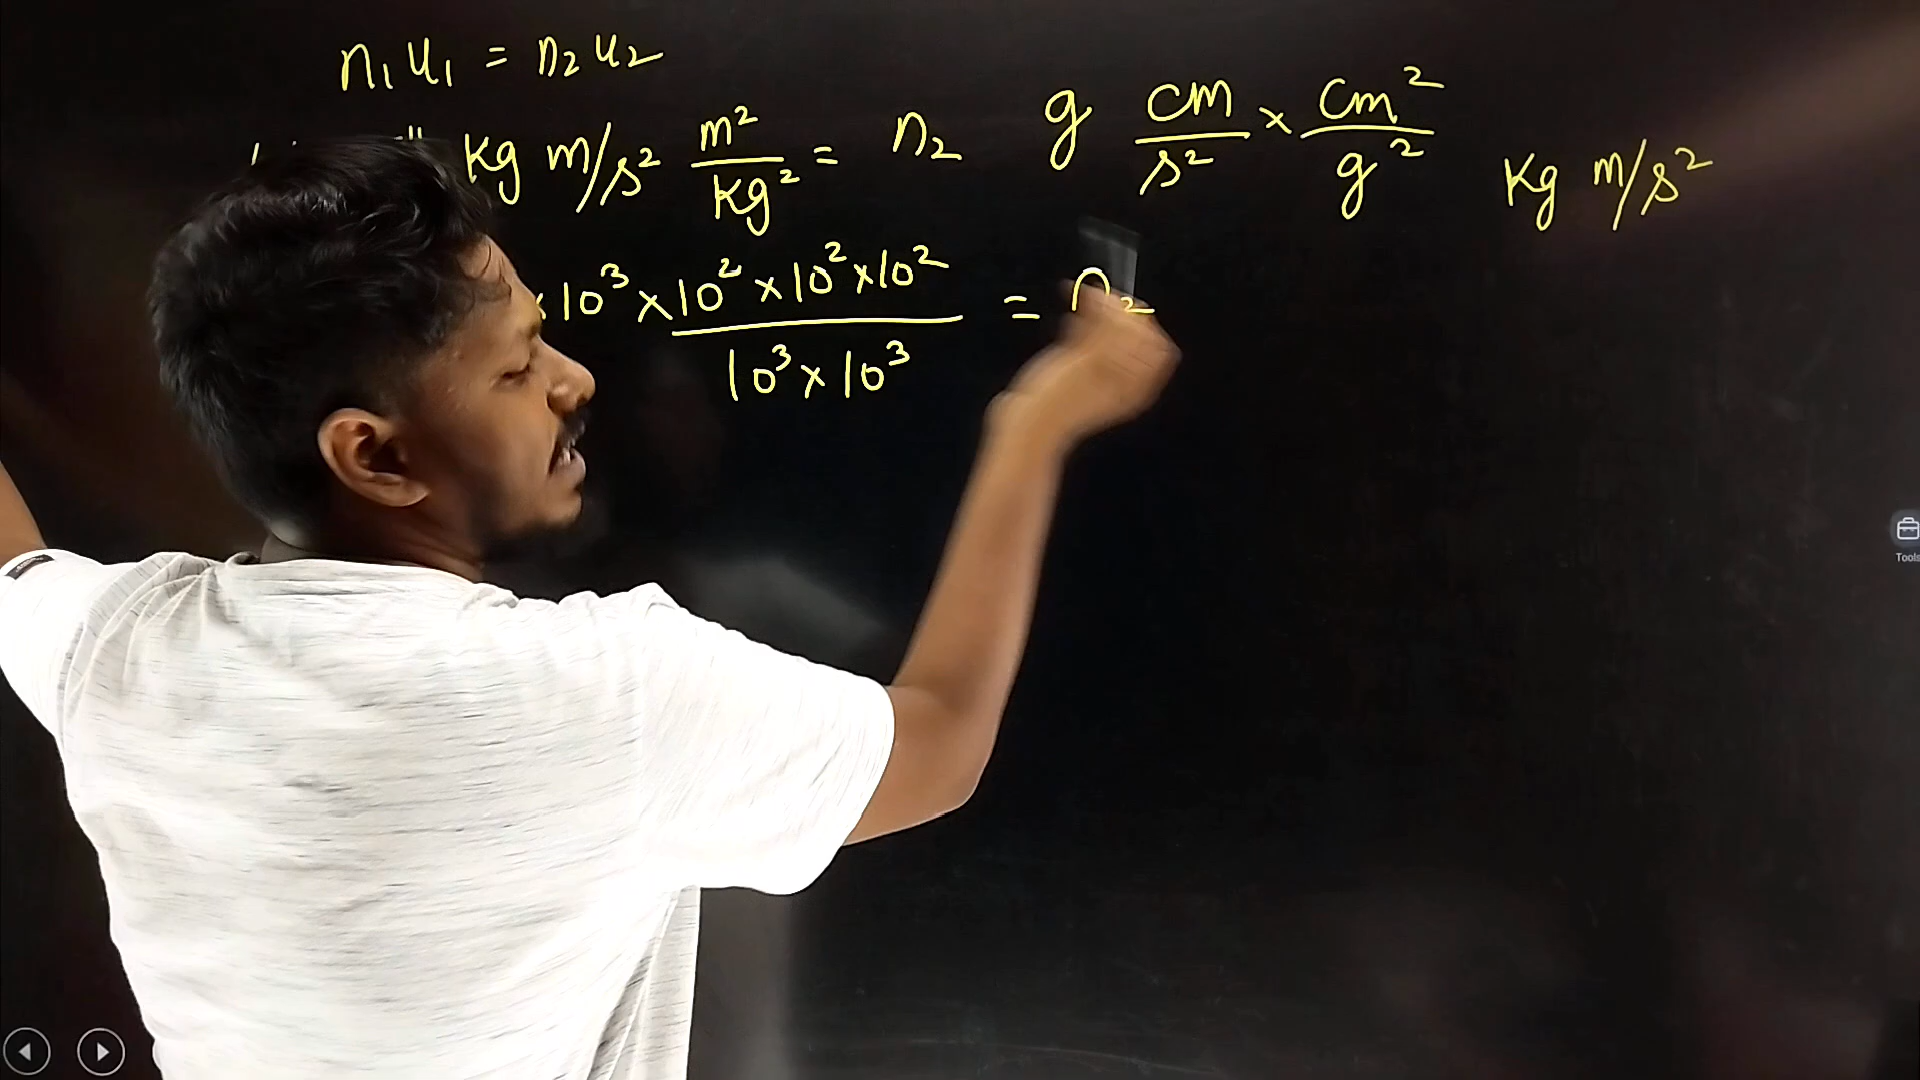 n₁u₁ = n₂u₂
kg m/s² m²/kg² = n₂ g cm/s² × cm²/g²
kg m/s²
×10³ × 10² × 10² × 10² / 10³ × 10³ = n₂
Tools